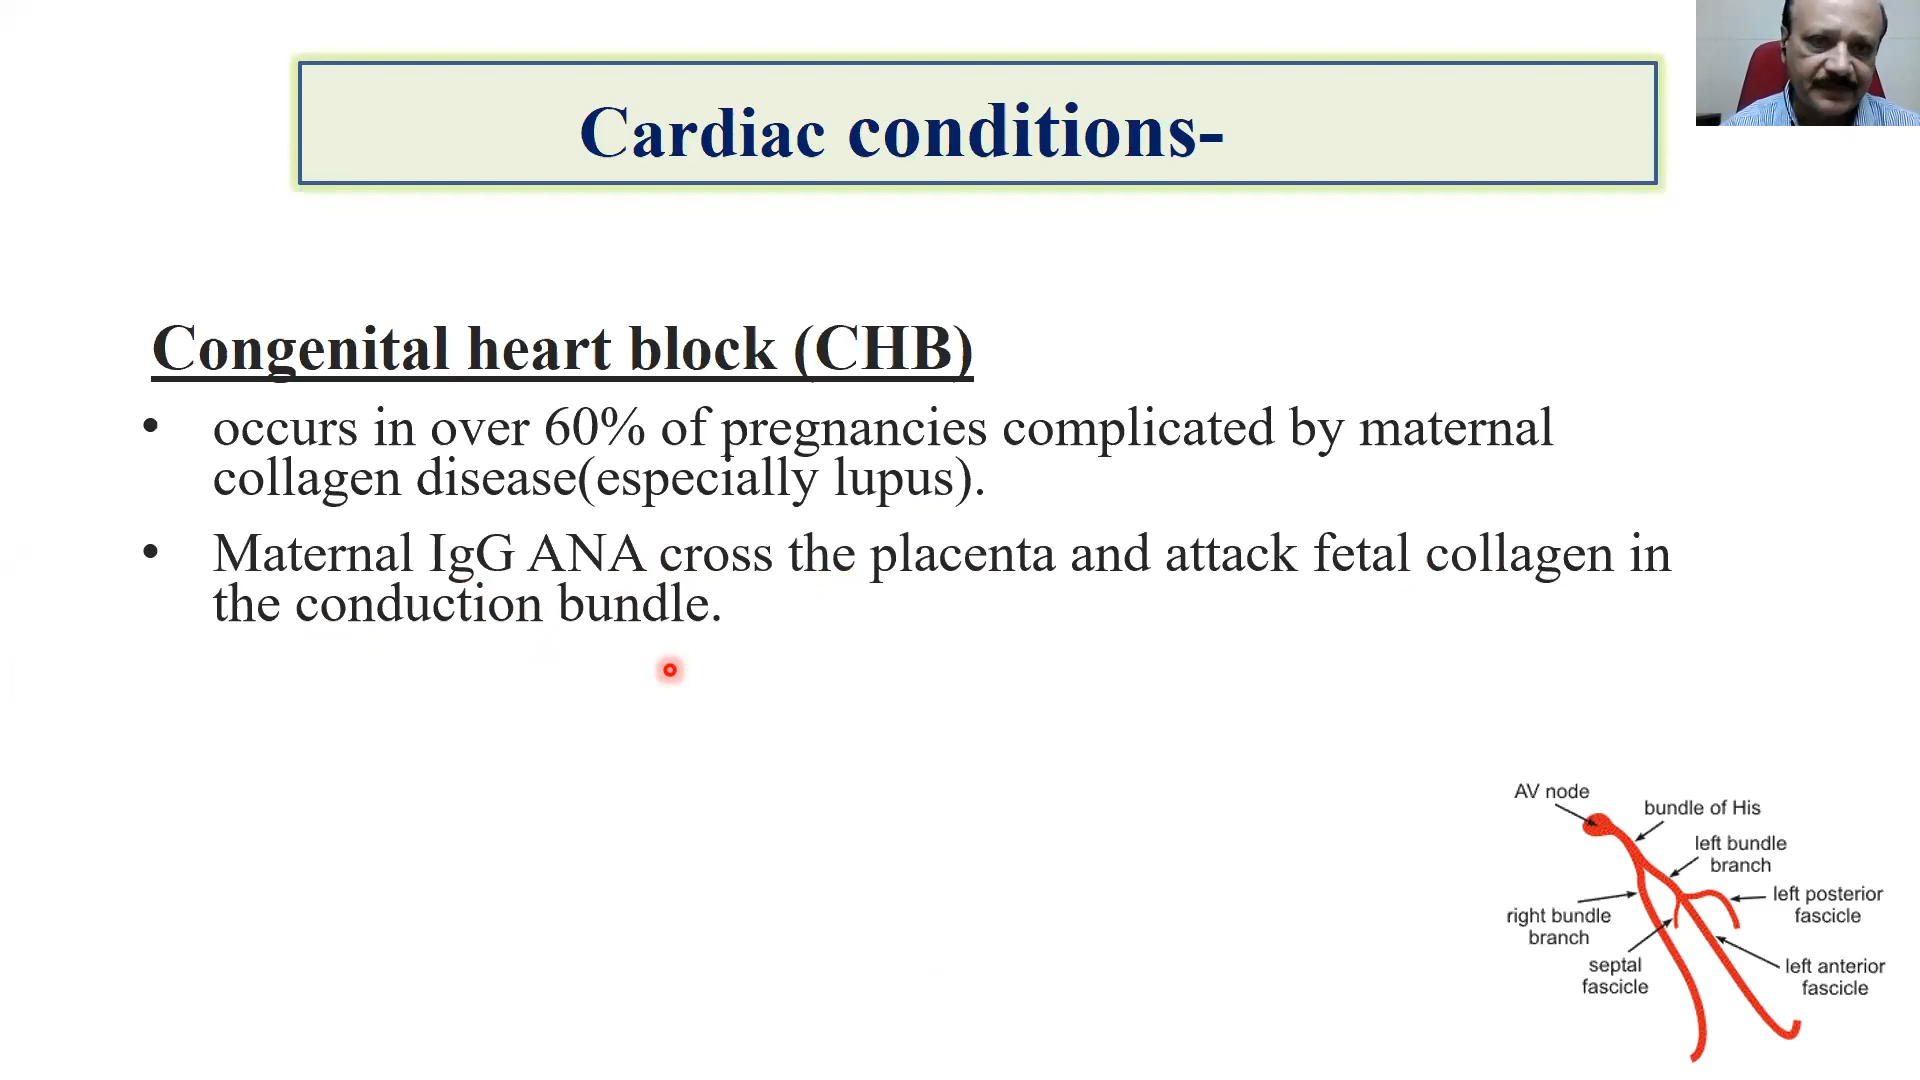 Cardiac conditions-
Congenital heart block (CHB)
• occurs in over 60% of pregnancies complicated by maternal
collagen disease(especially lupus).
• Maternal IgG ANA cross the placenta and attack fetal collagen in
the conduction bundle.
AV node
bundle of His
left bundle
branch
left posterior
fascicle
right bundle
branch
septal
fascicle
left anterior
fascicle